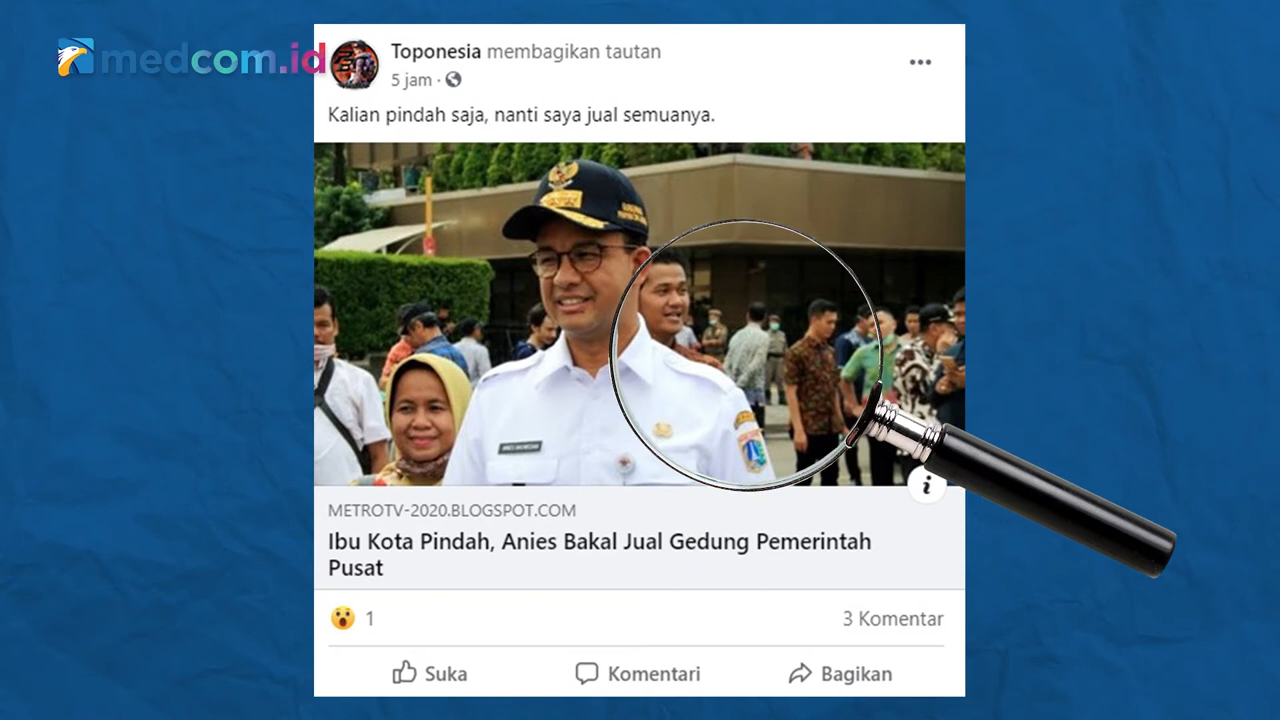 medcom.id
Toponesia membagikan tautan
5 jam ·
Kalian pindah saja, nanti saya jual semuanya.
METROTV-2020.BLOGSPOT.COM
Ibu Kota Pindah, Anies Bakal Jual Gedung Pemerintah
Pusat
1
3 Komentar
Suka
Komentari
Bagikan